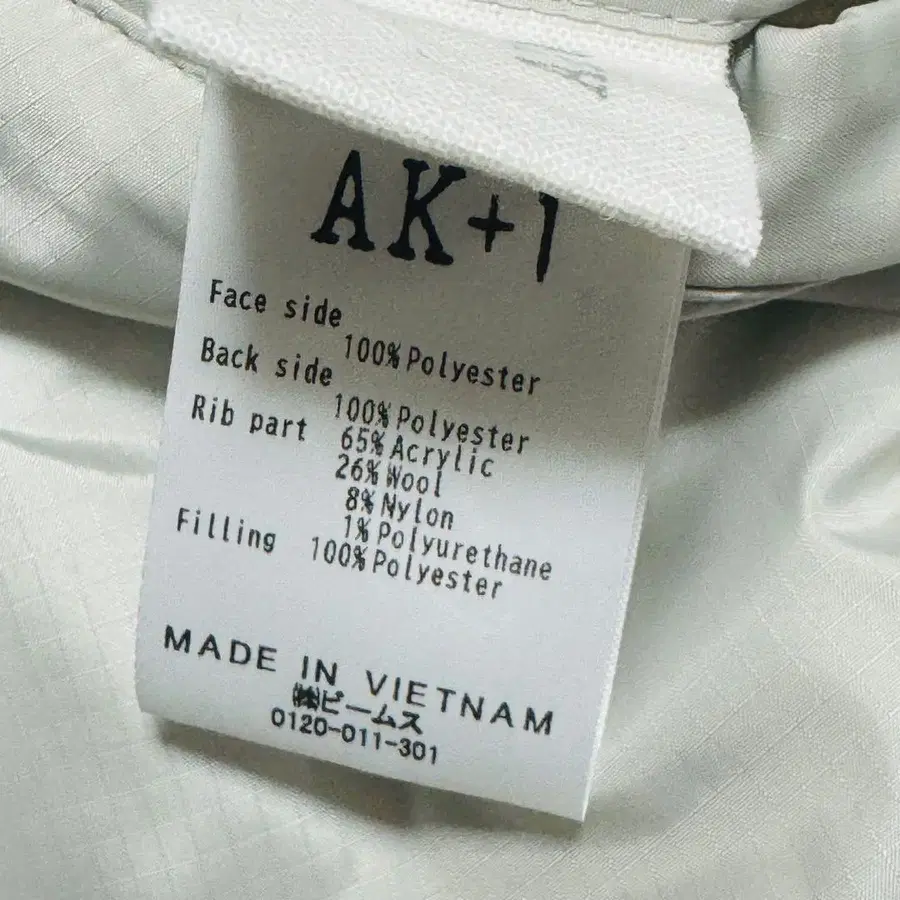 AK+1
Face side
100% Polyester
Back side
100% Polyester
Rib part 65% Acrylic
26% Wool
8% Nylon
1% Polyurethane
Filling 100% Polyester
MADE IN VIETNAM
㈱ビームス
0120-011-301